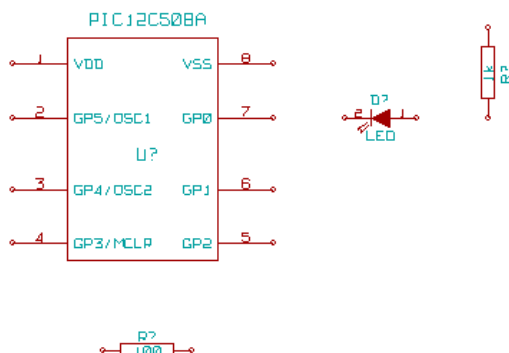 PIC12C508A
1 VDD VSS 8
2 GP5/OSC1 GP0 7
U?
3 GP4/OSC2 GP1 6
4 GP3/MCLR GP2 5
D?
2 1
LED
1k
R?
R?
100